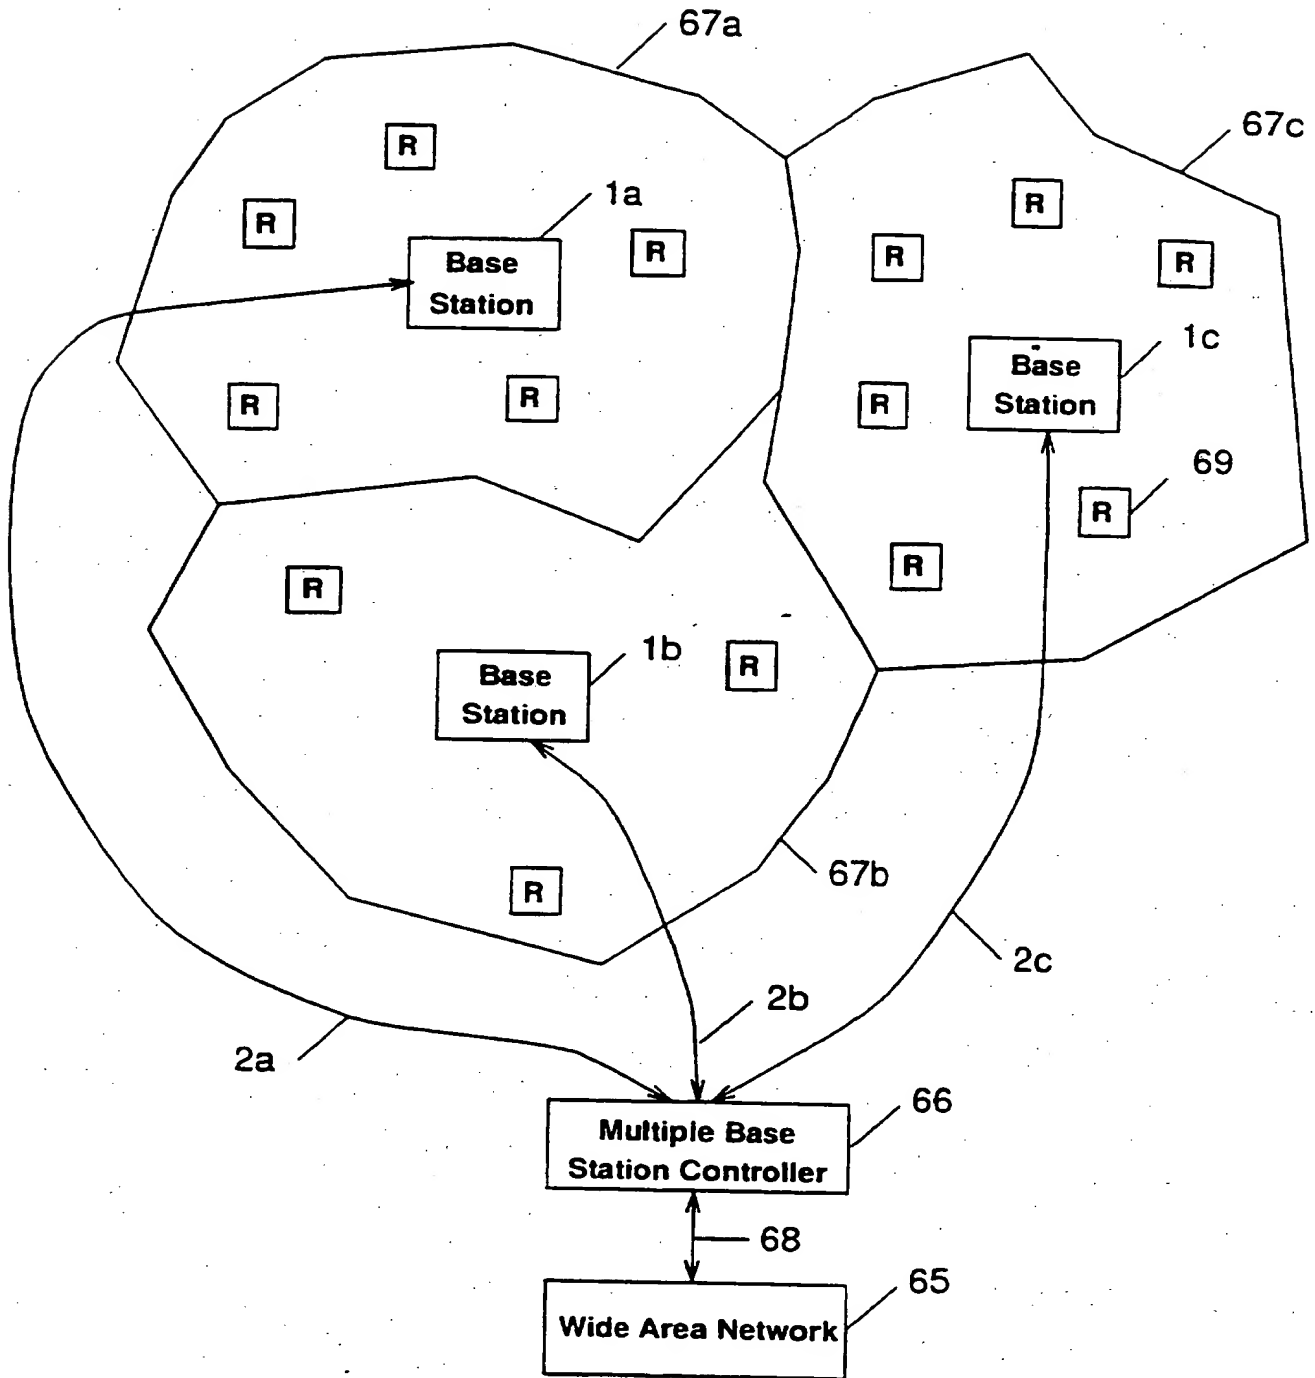 67a
67c
R
R
1a
R
R
R
R
Base
Station
R
1c
Base
Station
R
R
R
69
R
R
R
1b
R
Base
Station
67b
R
2c
2b
2a
66
Multiple Base
Station Controller
68
65
Wide Area Network